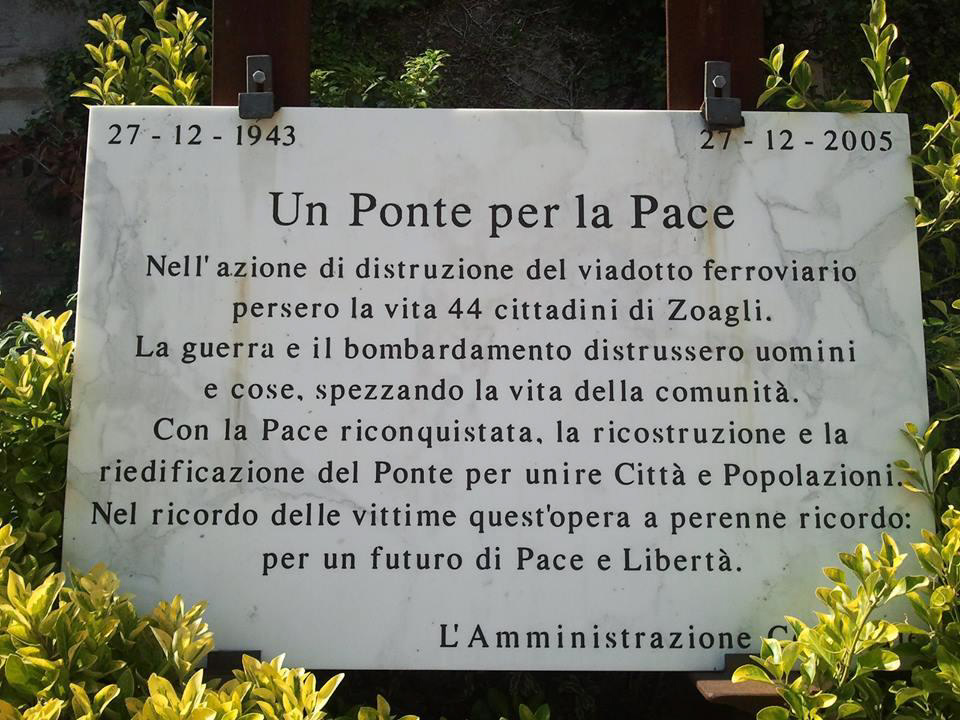 27 - 12 - 1943 27 - 12 - 2005
Un Ponte per la Pace
Nell'azione di distruzione del viadotto ferroviario
persero la vita 44 cittadini di Zoagli.
La guerra e il bombardamento distrussero uomini
e cose, spezzando la vita della comunità.
Con la Pace riconquistata, la ricostruzione e la
riedificazione del Ponte per unire Città e Popolazioni.
Nel ricordo delle vittime quest'opera a perenne ricordo:
per un futuro di Pace e Libertà.
L'Amministrazione